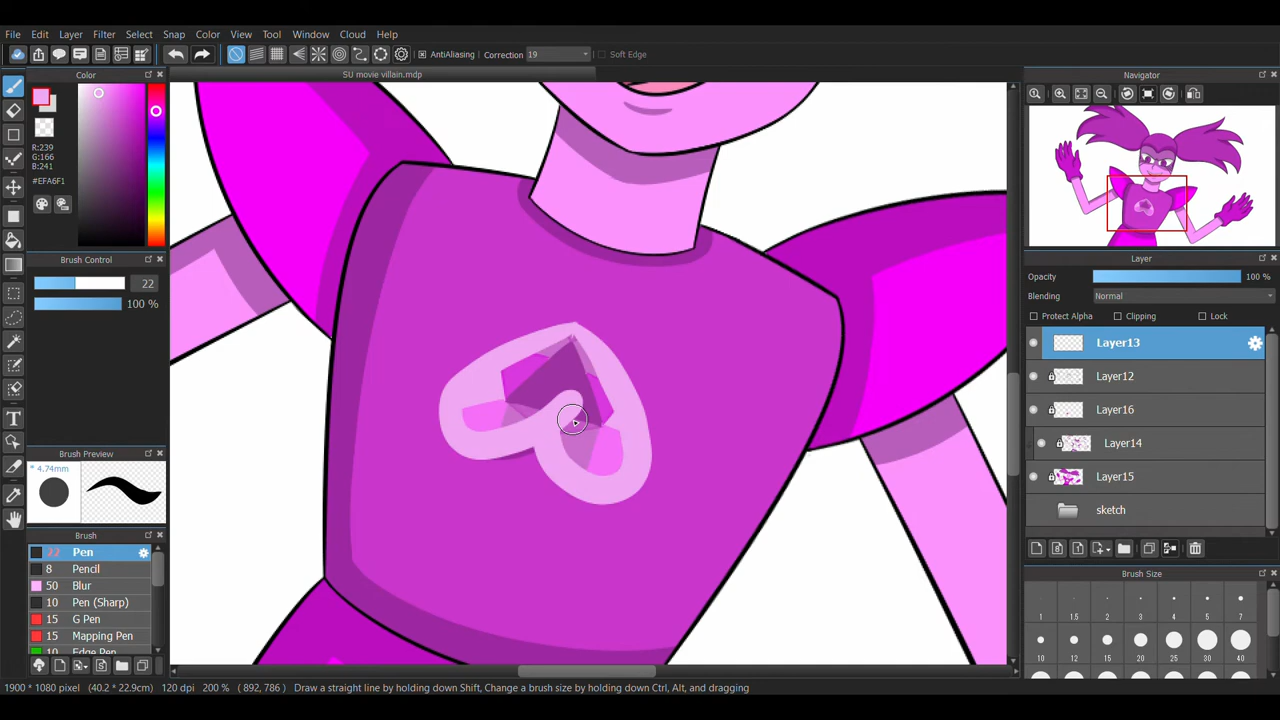 File Edit Layer Filter Select Snap Color View Tool Window Cloud Help
AntiAliasing Correction 19 Soft Edge
Color
SU movie villain.mdp
Navigator
R:239
G:166
B:241
#EFA6F1
Brush Control
22
100 %
Layer
Opacity 100 %
Blending Normal
Protect Alpha Clipping Lock
Layer13
Layer12
Layer16
Layer14
Layer15
sketch
Brush Preview
* 4.74mm
Brush
22 Pen
8 Pencil
50 Blur
10 Pen (Sharp)
15 G Pen
15 Mapping Pen
10 Edge Pen
Brush Size
1 1.5 2 3 4 5 7
10 12 15 20 25 30 40
1900 * 1080 pixel (40.2 * 22.9cm) 120 dpi 200 % ( 892, 786 ) Draw a straight line by holding down Shift, Change a brush size by holding down Ctrl, Alt, and dragging